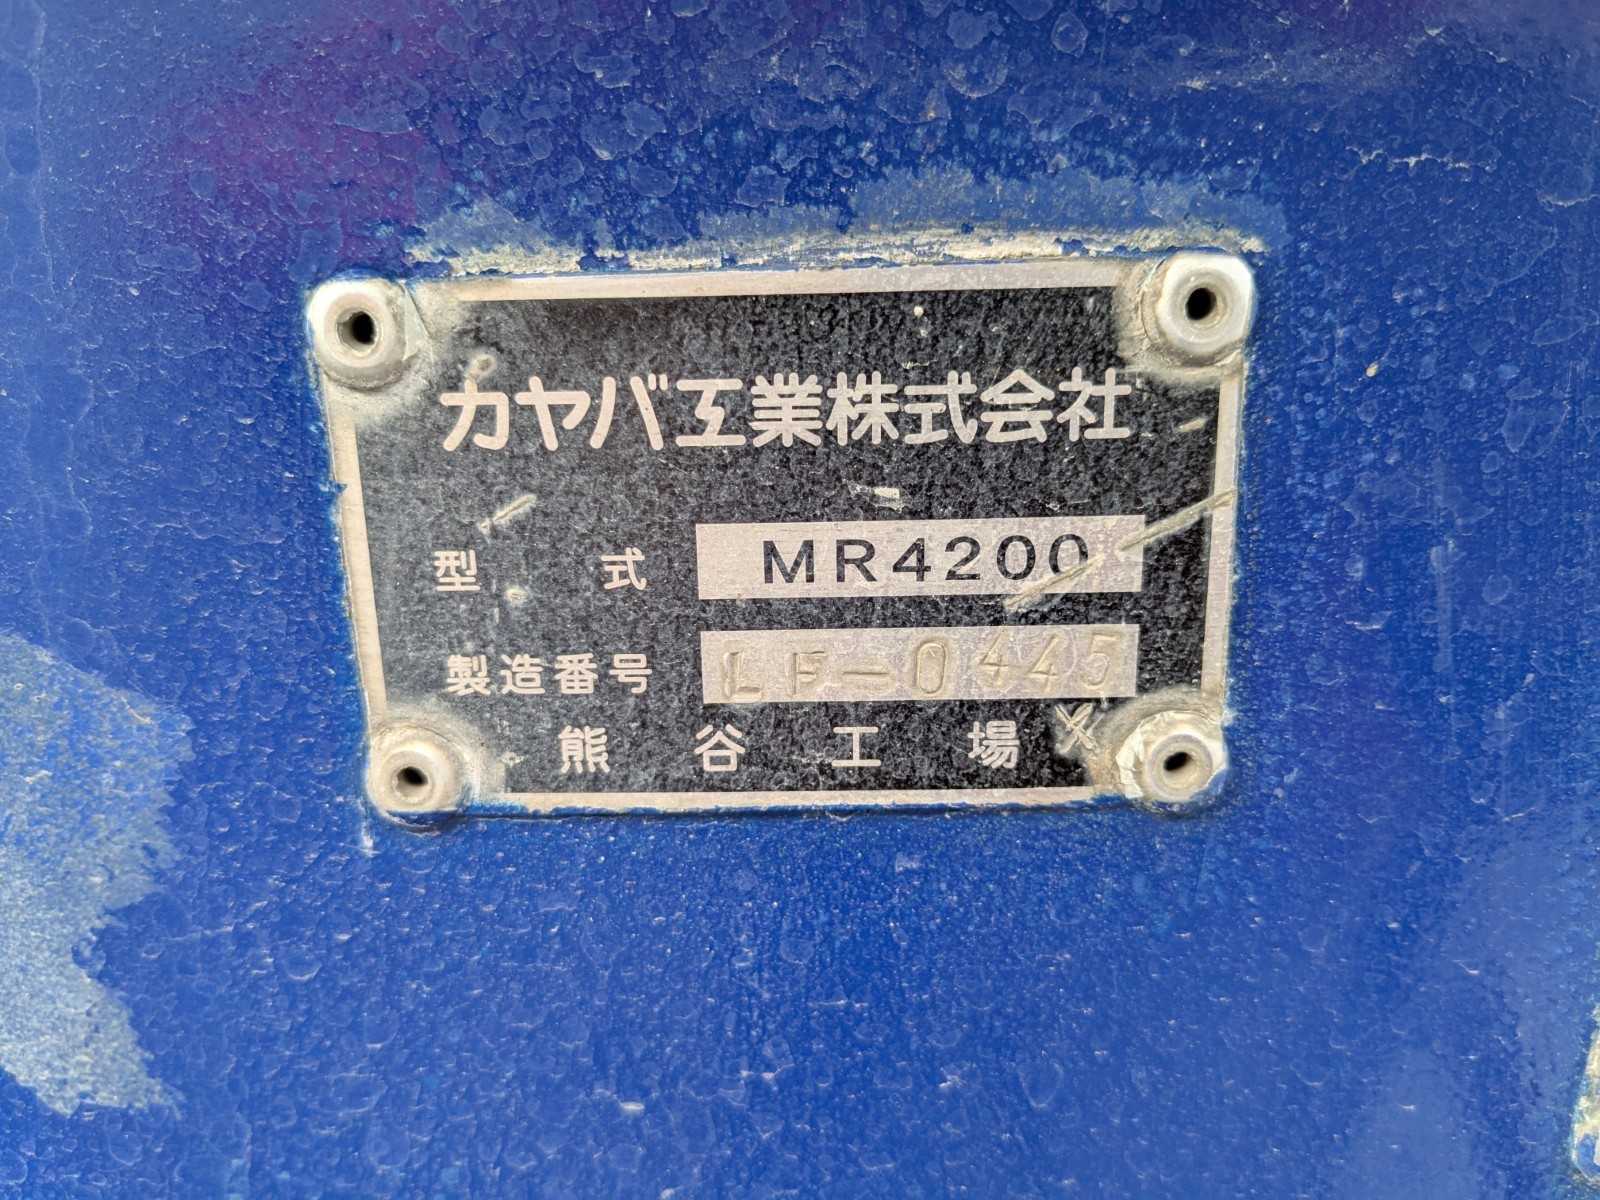 カヤバ工業株式会社
型式 MR4200
製造番号 LF-0445
熊谷工場